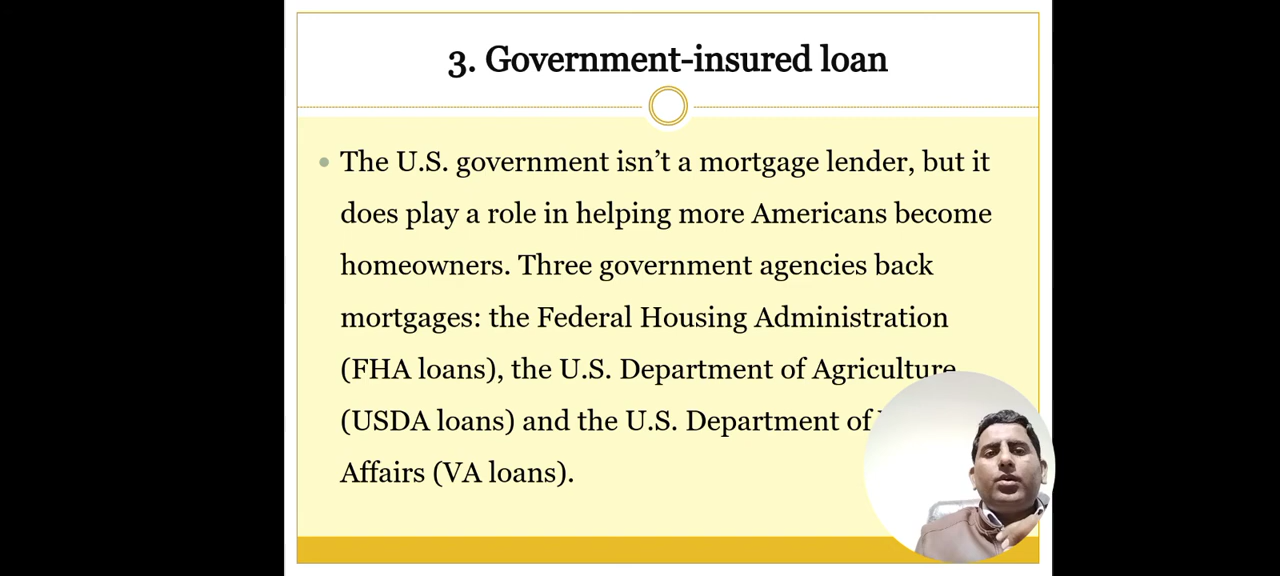 3. Government-insured loan
The U.S. government isn’t a mortgage lender, but it
does play a role in helping more Americans become
homeowners. Three government agencies back
mortgages: the Federal Housing Administration
(FHA loans), the U.S. Department of Agriculture
(USDA loans) and the U.S. Department of
Affairs (VA loans).